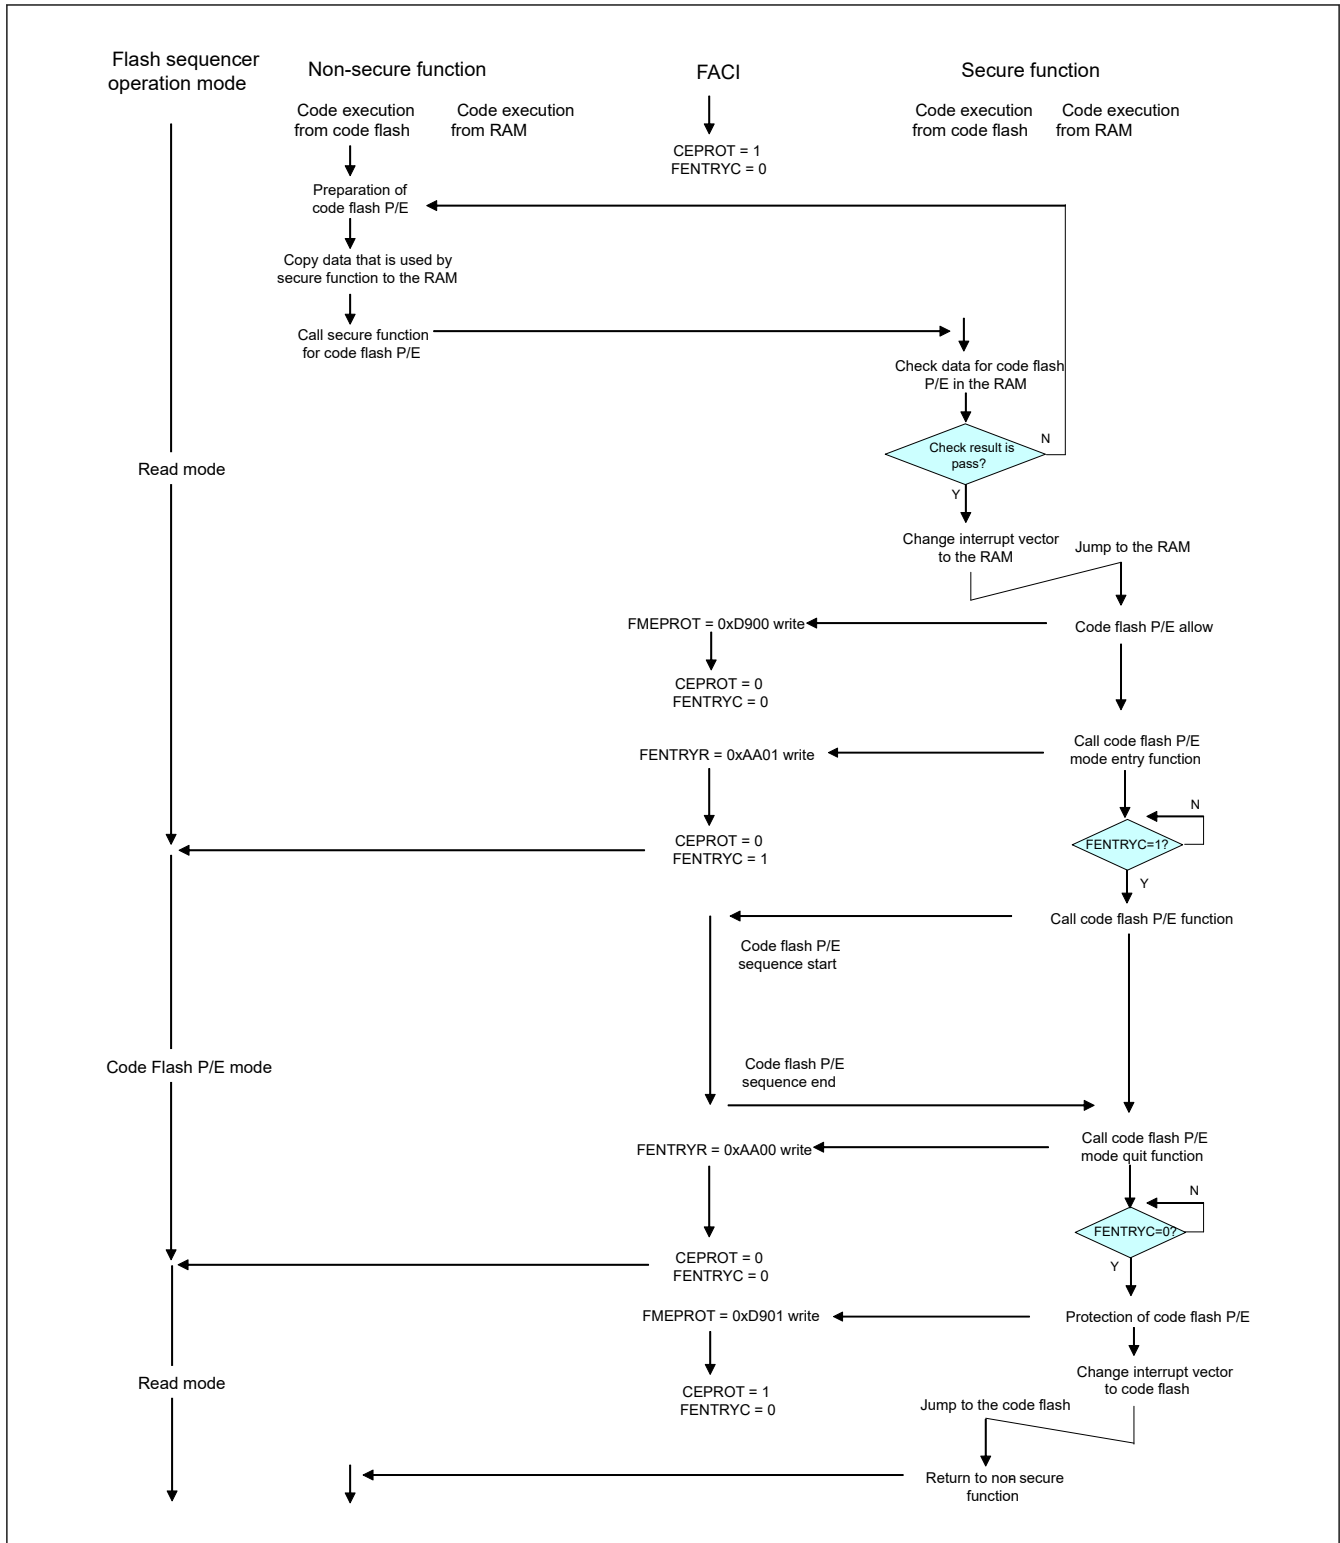 Flash sequencer
operation mode
Non-secure function
FACI
Secure function
Code execution
from code flash
Code execution
from RAM
Code execution
from code flash
Code execution
from RAM
CEPROT = 1
FENTRYC = 0
Preparation of
code flash P/E
Copy data that is used by
secure function to the RAM
Call secure function
for code flash P/E
Check data for code flash
P/E in the RAM
Check result is
pass?
N
Y
Read mode
Change interrupt vector
to the RAM
Jump to the RAM
FMEPROT = 0xD900 write
Code flash P/E allow
CEPROT = 0
FENTRYC = 0
FENTRYR = 0xAA01 write
Call code flash P/E
mode entry function
N
FENTRYC=1?
Y
CEPROT = 0
FENTRYC = 1
Call code flash P/E function
Code flash P/E
sequence start
Code Flash P/E mode
Code flash P/E
sequence end
FENTRYR = 0xAA00 write
Call code flash P/E
mode quit function
N
FENTRYC=0?
Y
CEPROT = 0
FENTRYC = 0
FMEPROT = 0xD901 write
Protection of code flash P/E
Read mode
Change interrupt vector
to code flash
CEPROT = 1
FENTRYC = 0
Jump to the code flash
Return to non secure
function